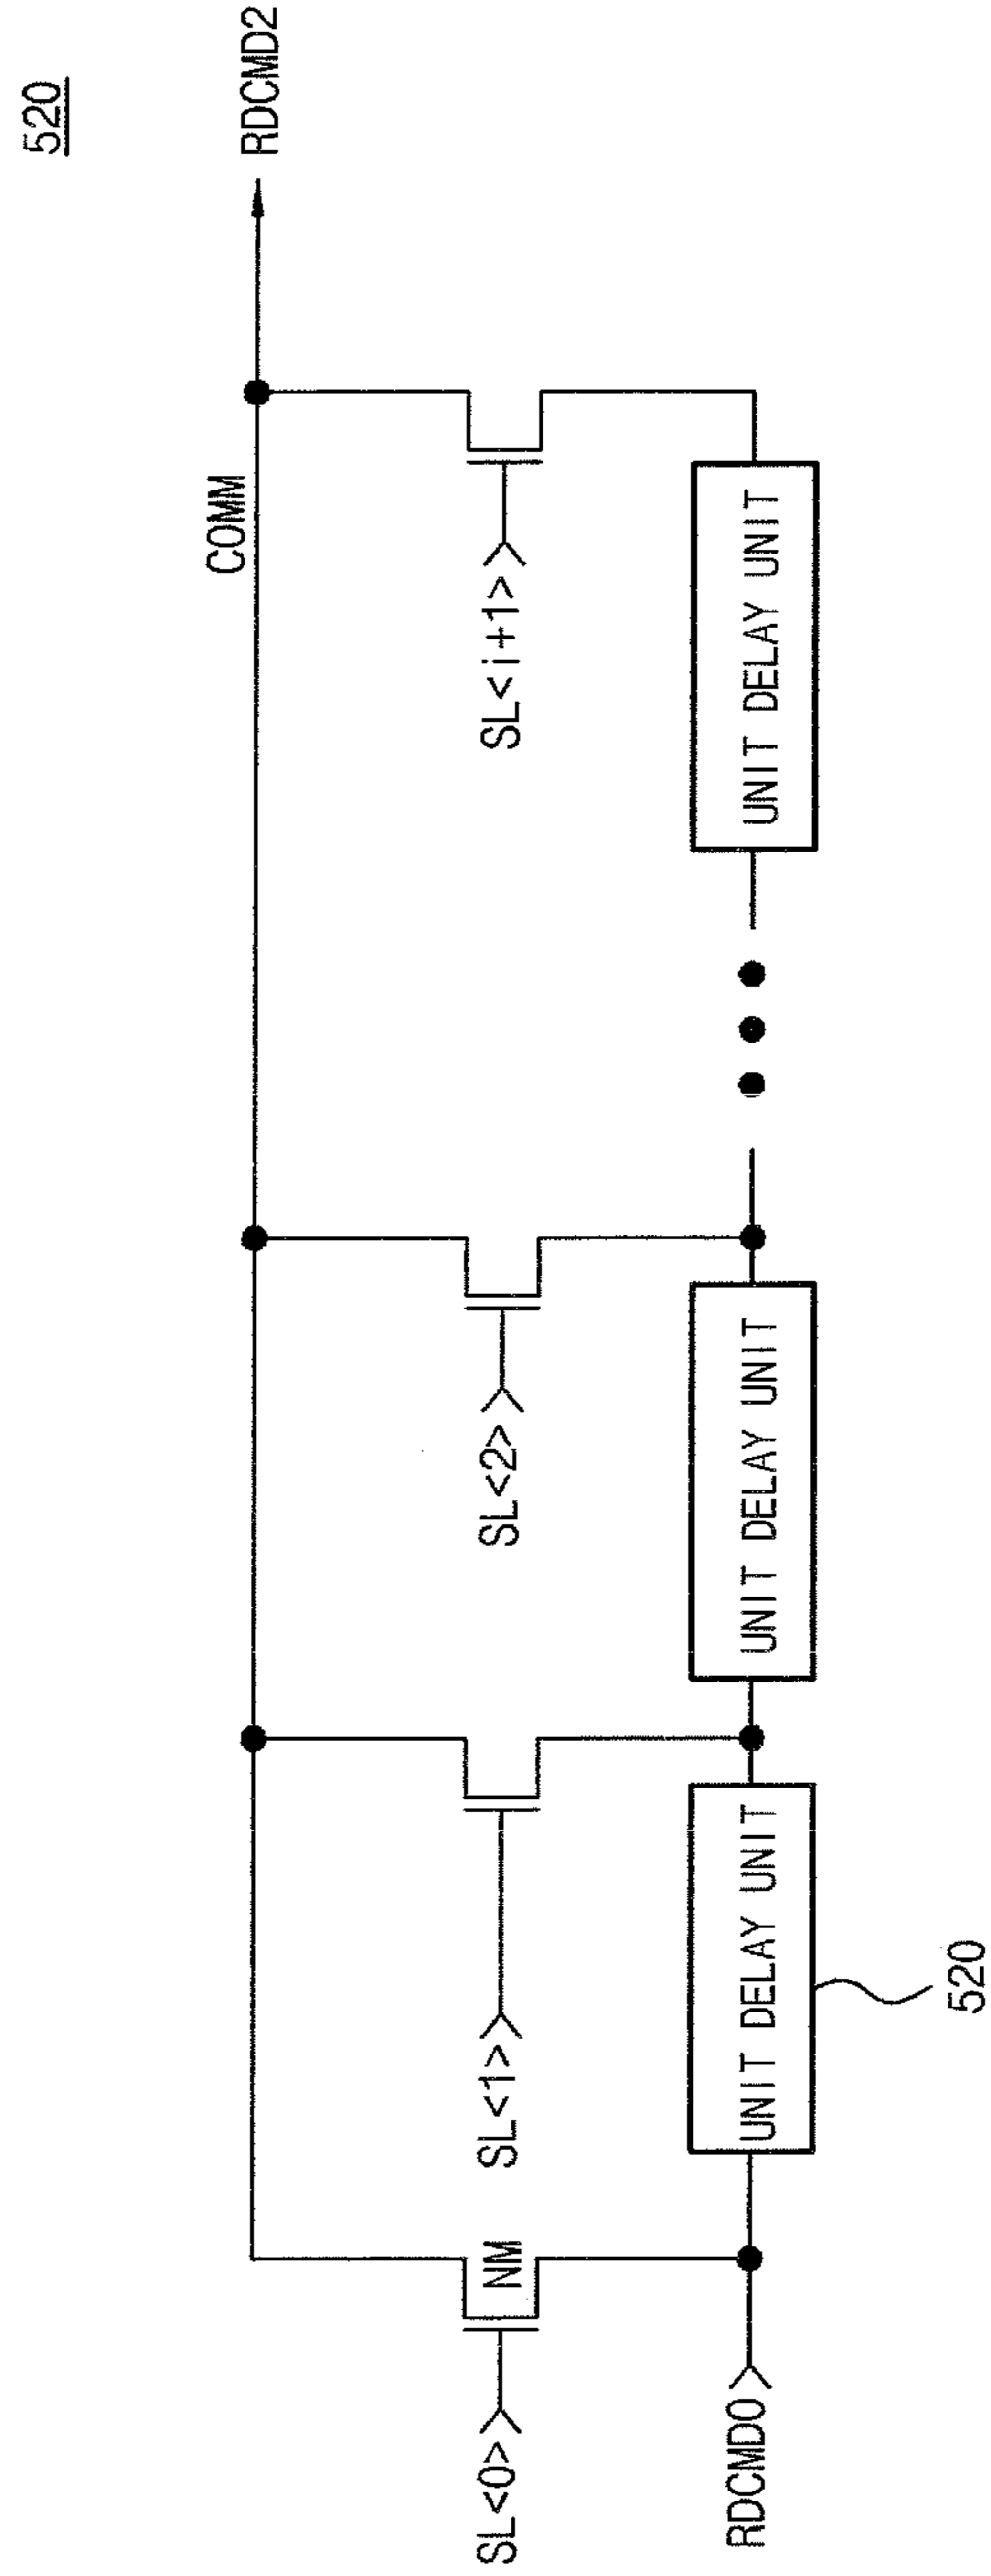 520
RDCMD2
COMM
SL<0>
NM
SL<1>
SL<2>
SL<i+1>
RDCMD0
UNIT DELAY UNIT
UNIT DELAY UNIT
UNIT DELAY UNIT
520